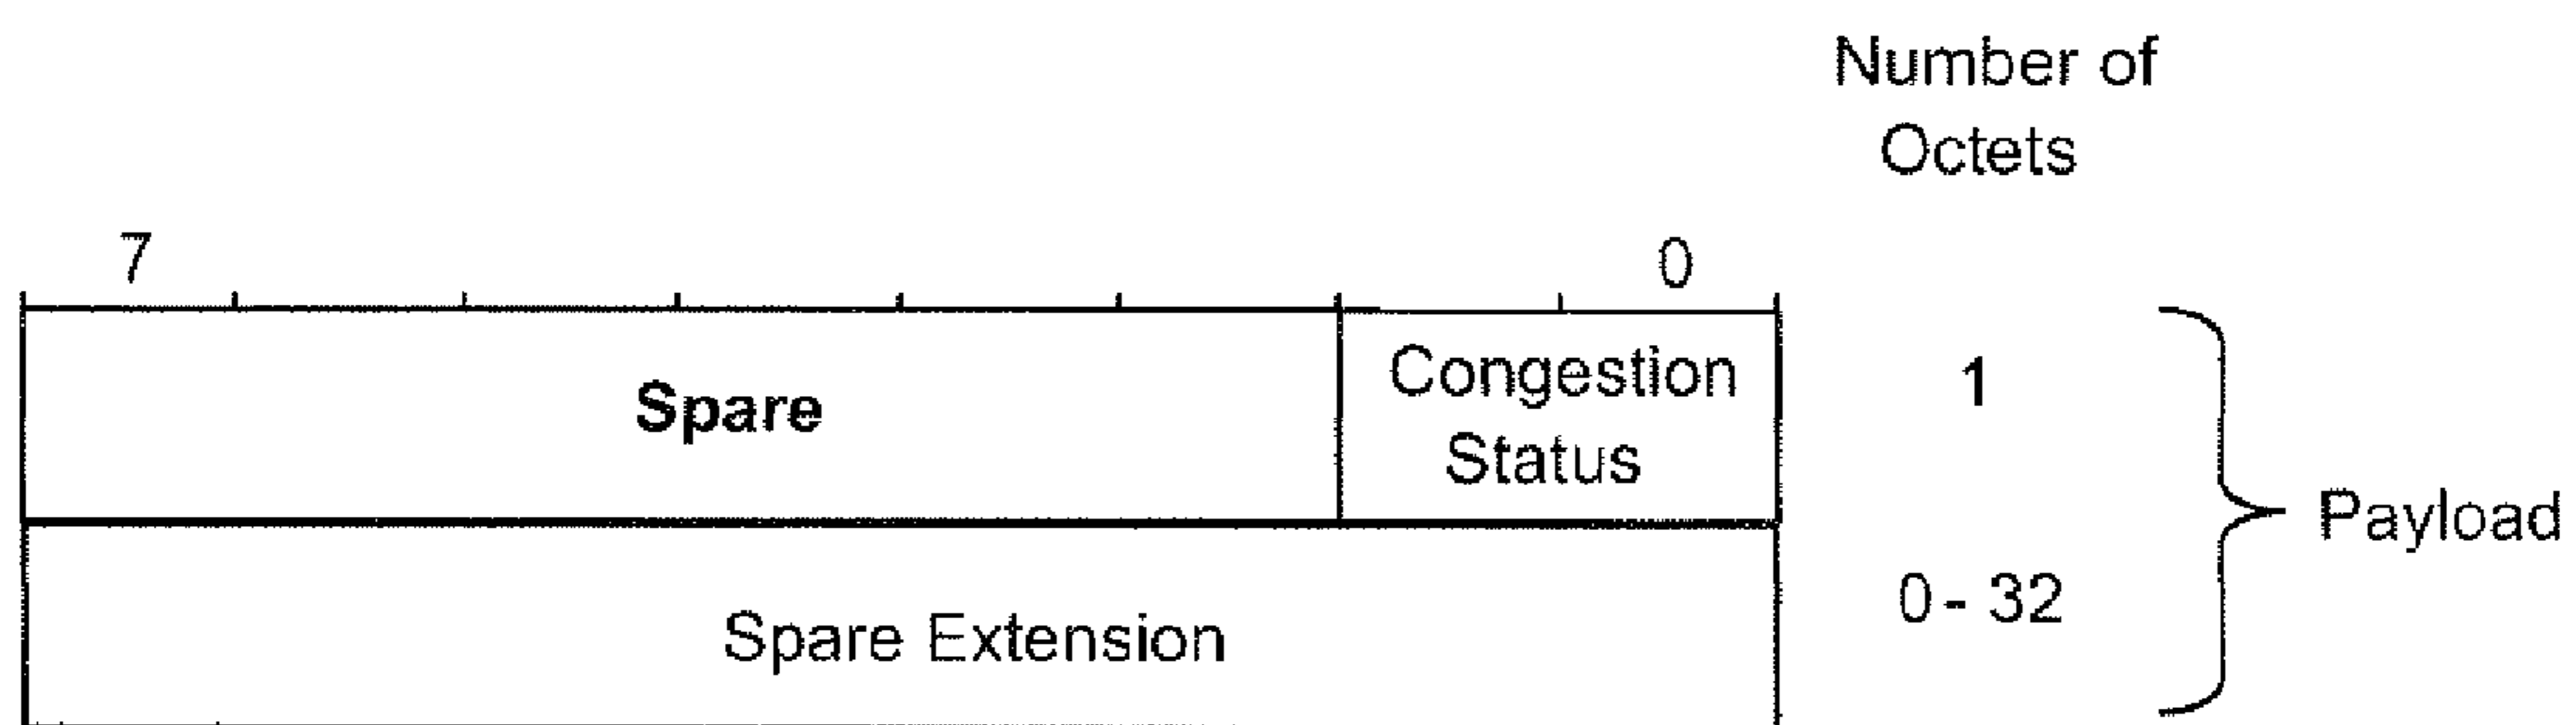 Number of
Octets
7 0
Spare
Congestion
Status
1
Spare Extension
0 - 32
Payload